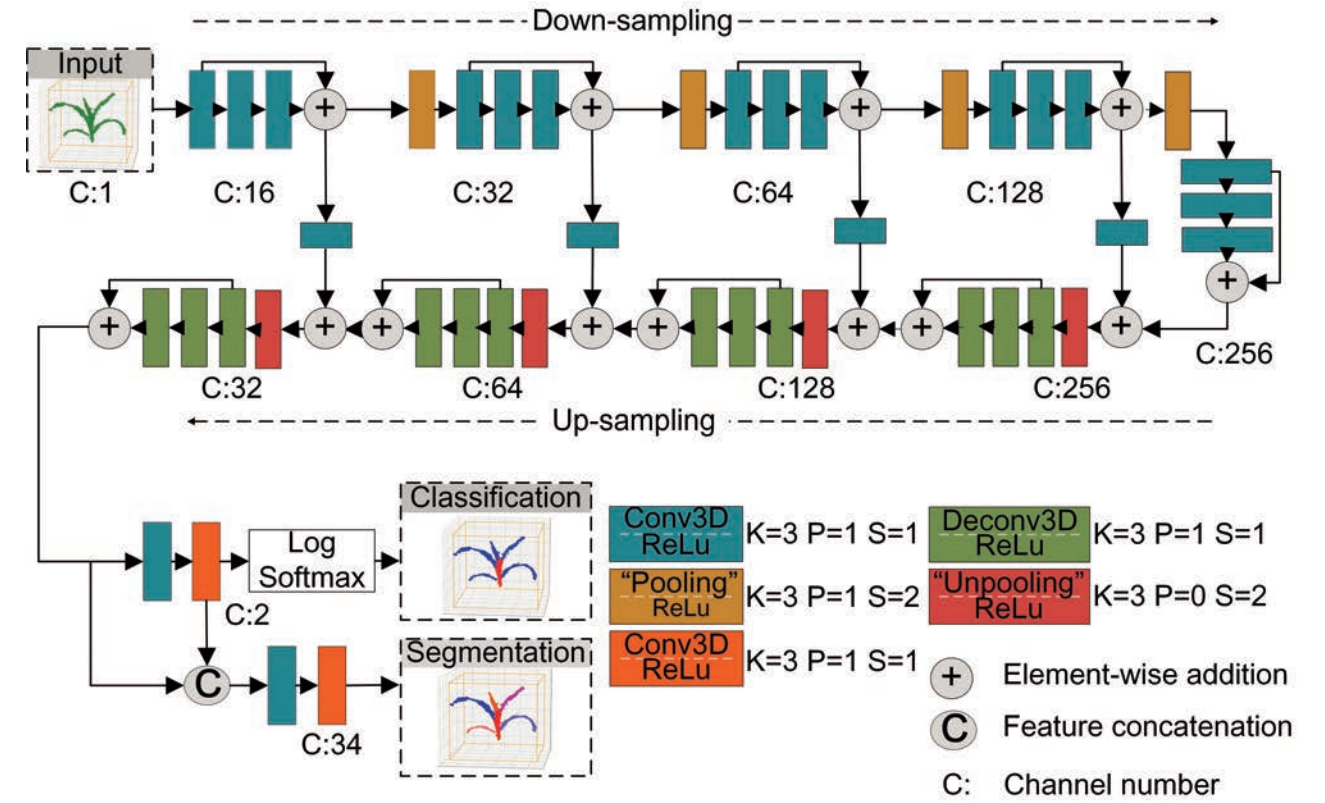 Down-sampling
Input
+
+
+
+
C:1
C:16
C:32
C:64
C:128
+
+
+
+
+
+
+
+
+
C:256
C:32
C:64
C:128
C:256
Up-sampling
Classification
Log
Softmax
C:2
Segmentation
C
C:34
Conv3D
ReLu
K=3 P=1 S=1
Deconv3D
ReLu
K=3 P=1 S=1
“Pooling”
ReLu
K=3 P=1 S=2
“Unpooling”
ReLu
K=3 P=0 S=2
Conv3D
ReLu
K=3 P=1 S=1
+ Element-wise addition
C Feature concatenation
C: Channel number